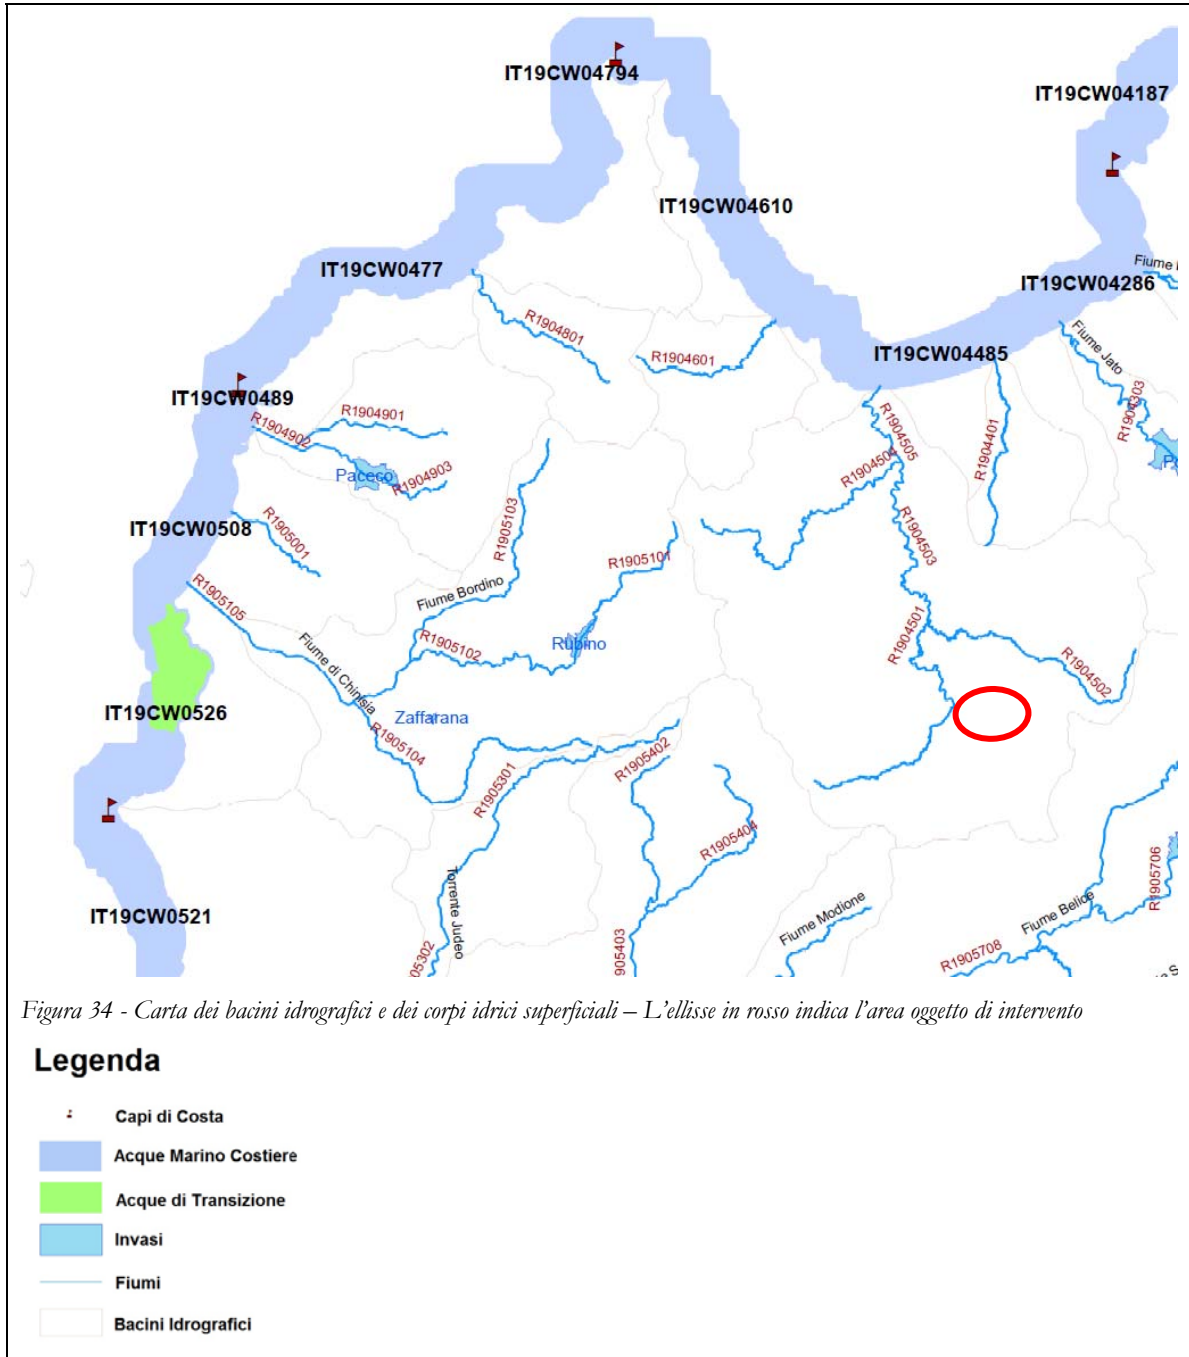 IT19CW04794
IT19CW04187
IT19CW04610
IT19CW0477
Fiume
IT19CW04286
R1904801
R1904601
Fiume Jato
IT19CW04485
R1904303
IT19CW0489
R1904901
R1904902
R1904505
R1904401
Paceco
R1904903
R1904504
IT19CW0508
R1905001
R1905103
R1904503
R1905101
R1905105
Fiume Bordino
R1905102
Rubino
R1904501
Fiume di Chinisia
R1904502
IT19CW0526
Zaffarana
R1905104
R1905402
R1905301
R1905404
R1905706
IT19CW0521
Torrente Judeo
Fiume Modione
Fiume Belice
05302
905403
R1905708
Figura 34 - Carta dei bacini idrografici e dei corpi idrici superficiali – L'ellisse in rosso indica l'area oggetto di intervento
Legenda
Capi di Costa
Acque Marino Costiere
Acque di Transizione
Invasi
Fiumi
Bacini Idrografici